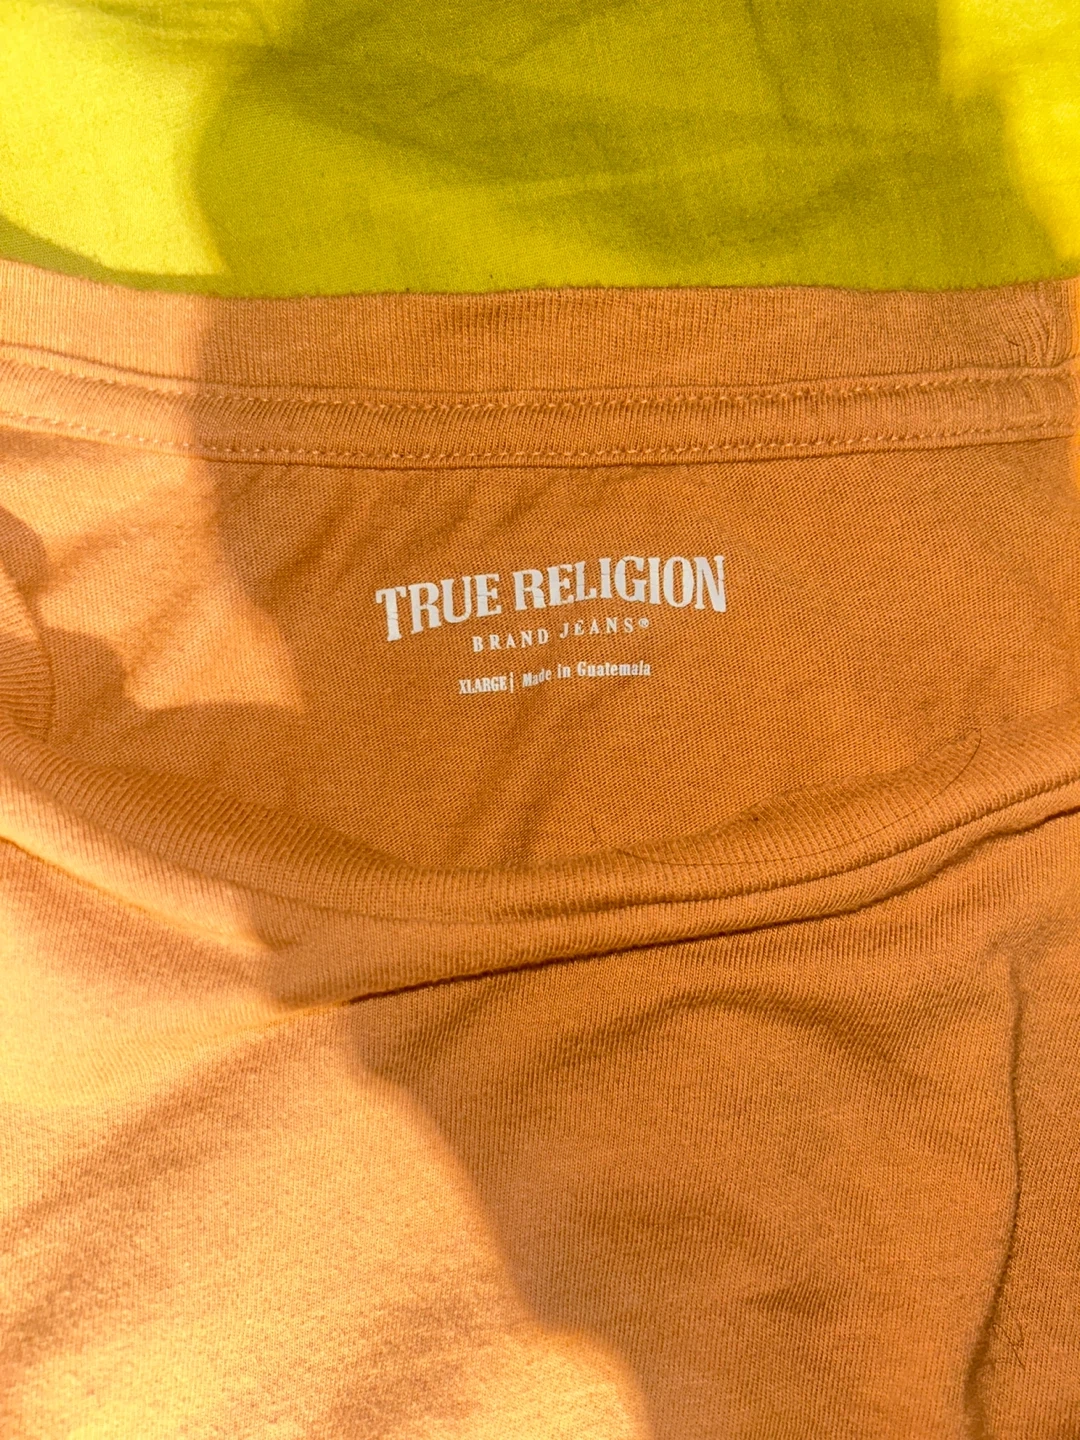 TRUE RELIGION
BRAND JEANS®
XLARGE | Made in Guatemala